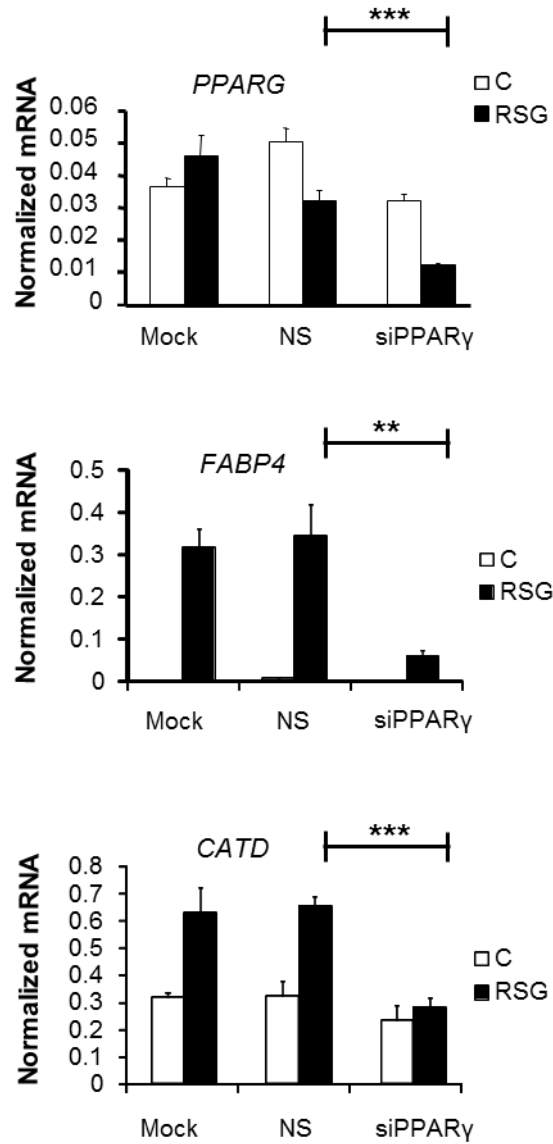 ***
PPARG
C
RSG
Normalized mRNA
0.06
0.05
0.04
0.03
0.02
0.01
0
Mock NS siPPARγ
**
FABP4
C
RSG
Normalized mRNA
0.5
0.4
0.3
0.2
0.1
0
Mock NS siPPARγ
***
CATD
C
RSG
Normalized mRNA
0.8
0.7
0.6
0.5
0.4
0.3
0.2
0.1
0
Mock NS siPPARγ